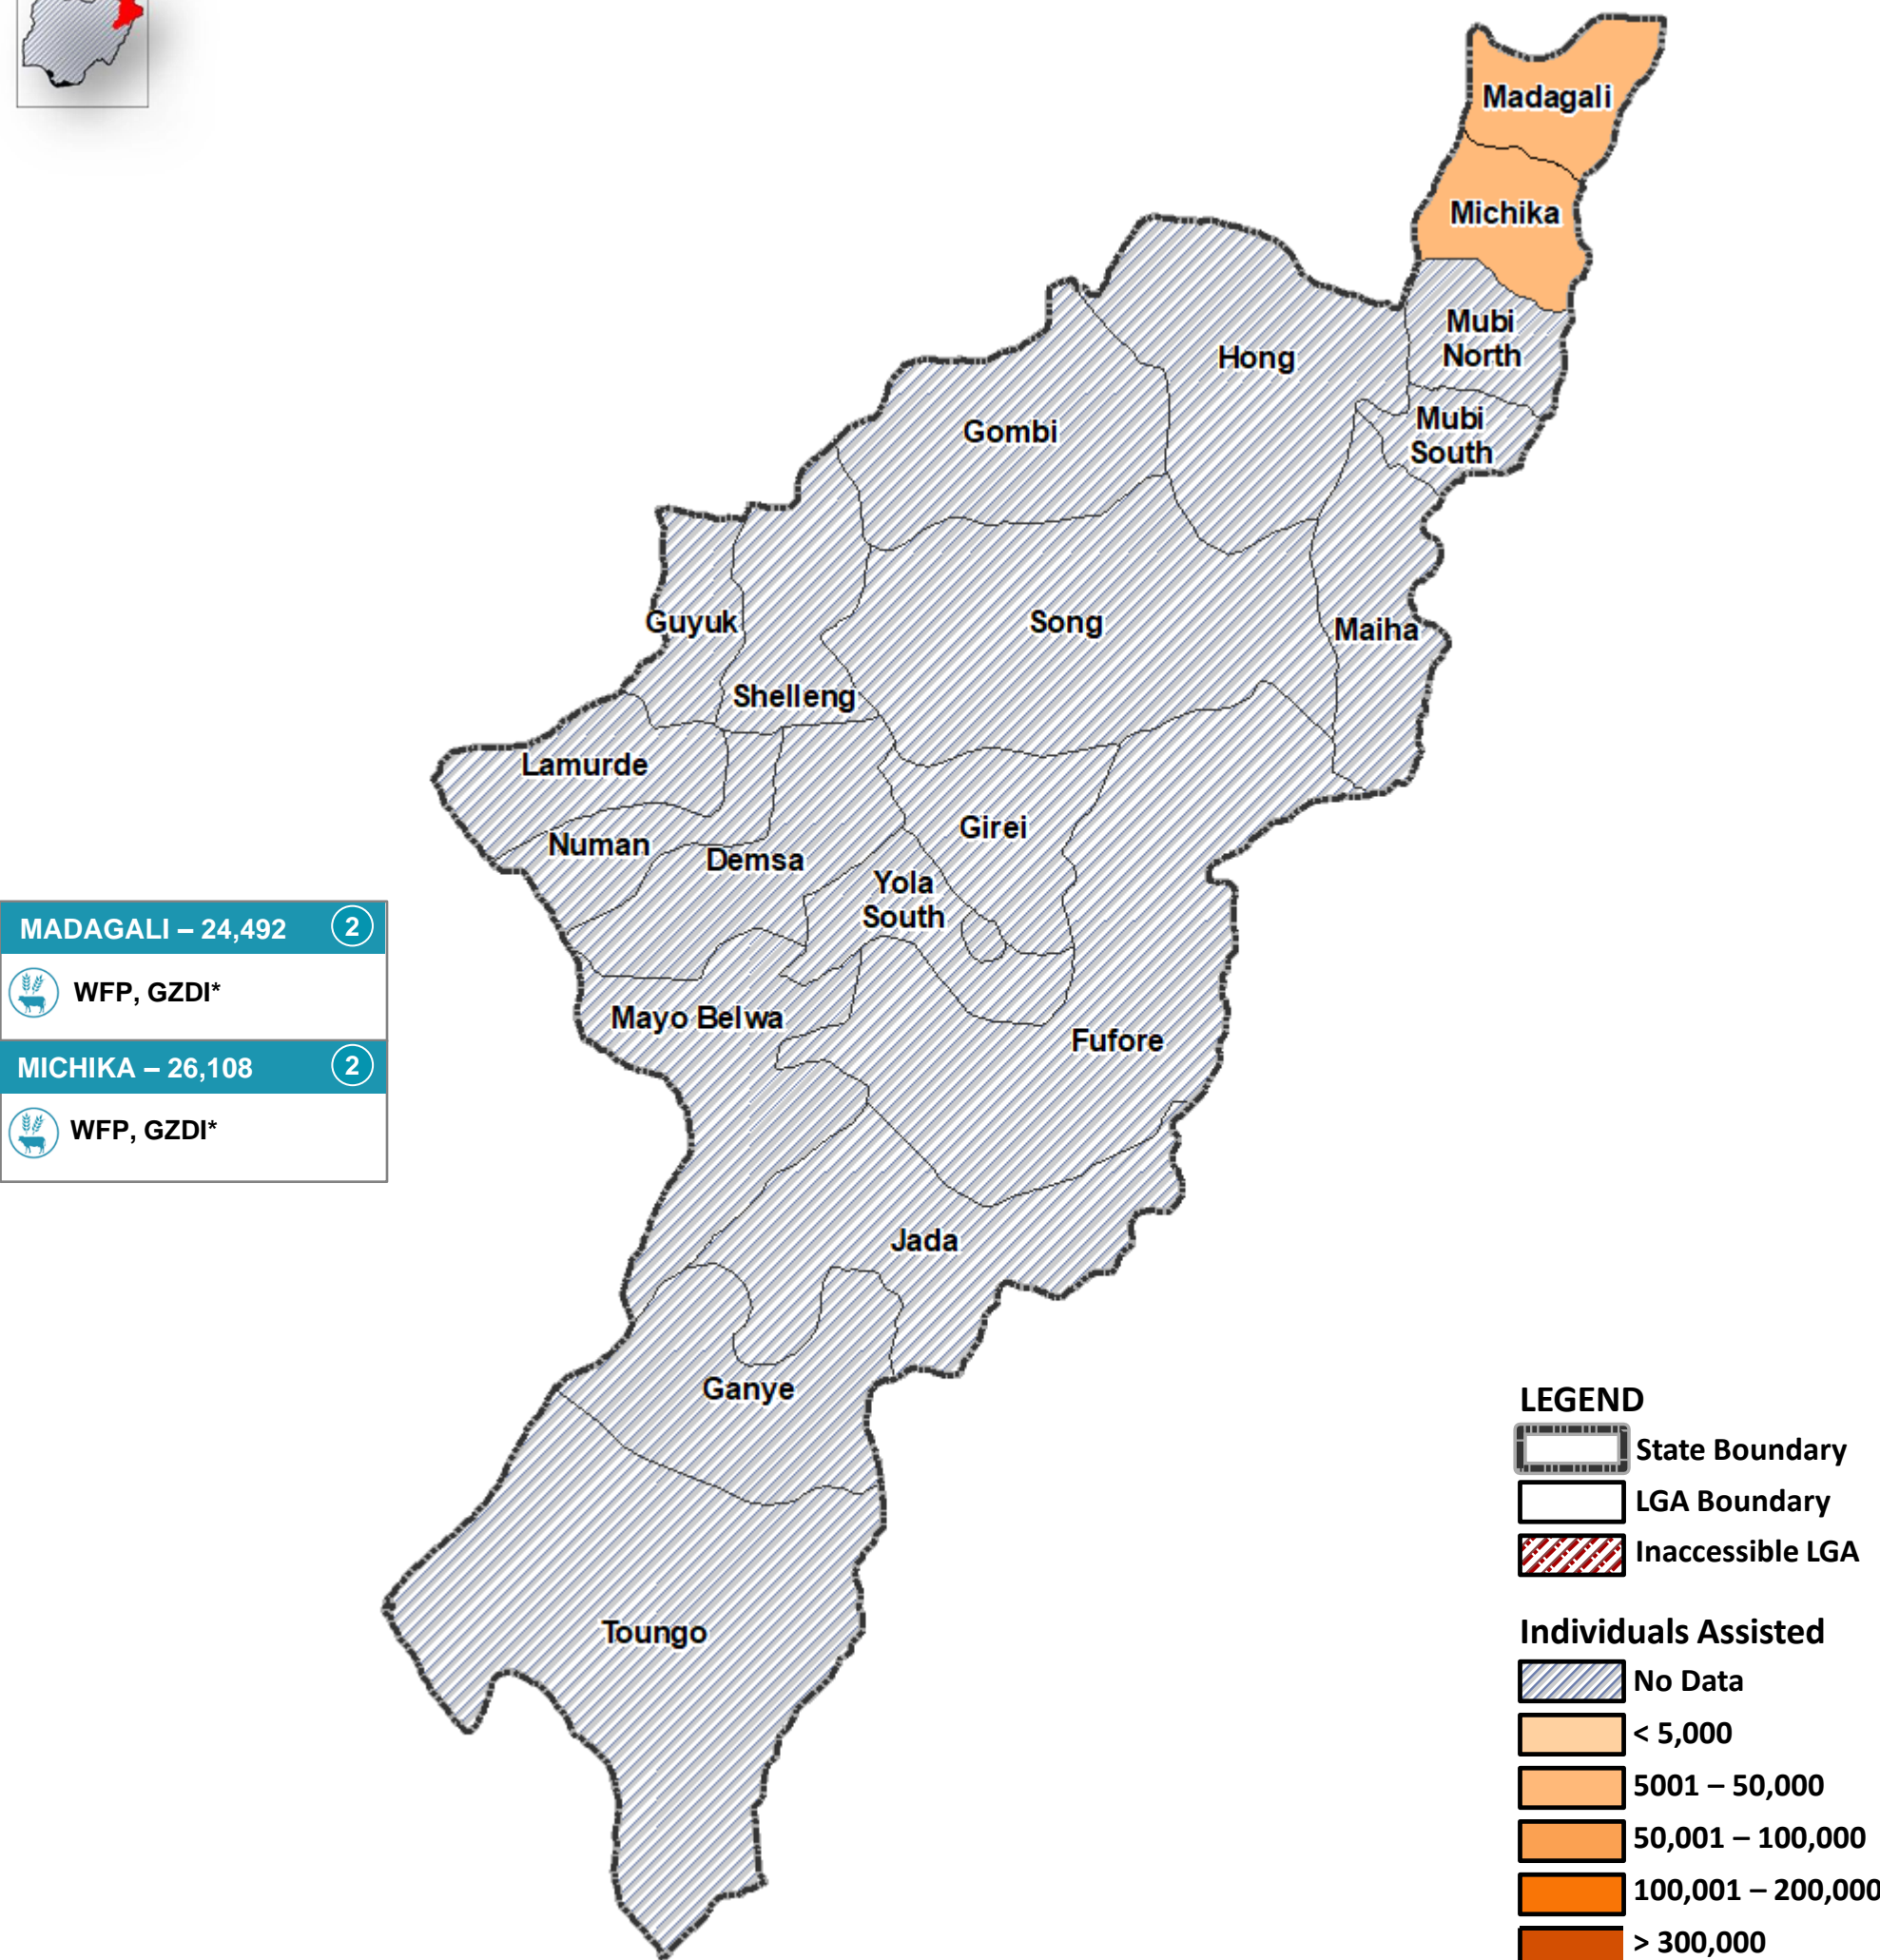 Madagali
Michika
Mubi
North
Hong
Mubi
South
Gombi
Guyuk
Song
Maiha
Shelleng
Lamurde
Girei
Numan
Demsa
Yola
South
MADAGALI – 24,492 2
WFP, GZDI*
Mayo Belwa
Fufore
MICHIKA – 26,108 2
WFP, GZDI*
Jada
Ganye
Toungo
LEGEND
State Boundary
LGA Boundary
Inaccessible LGA
Individuals Assisted
No Data
< 5,000
5001 – 50,000
50,001 – 100,000
100,001 – 200,000
> 300,000